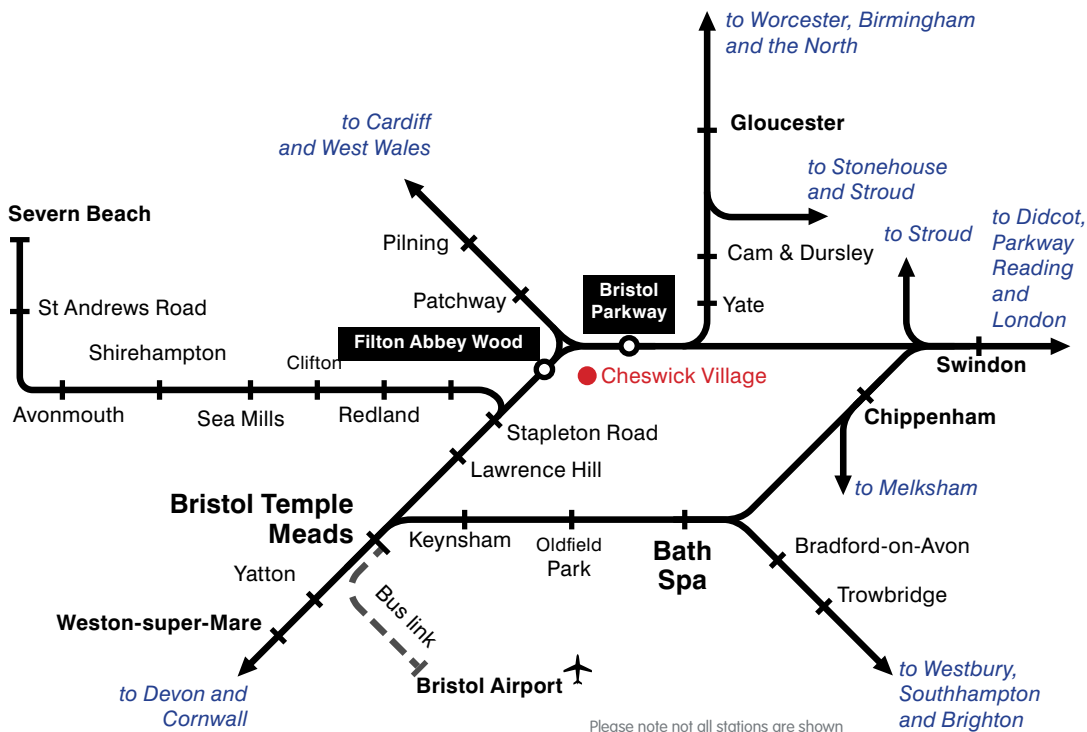 to Worcester, Birmingham
and the North
Gloucester
to Cardiff
and West Wales
to Stonehouse
and Stroud
Severn Beach
to Stroud
to Didcot,
Parkway
Reading
and
London
Pilning
Cam & Dursley
St Andrews Road
Patchway
Bristol
Parkway
Yate
Shirehampton
Filton Abbey Wood
Clifton
Swindon
Cheswick Village
Avonmouth
Sea Mills
Redland
Chippenham
Stapleton Road
Lawrence Hill
to Melksham
Bristol Temple
Meads
Keynsham
Oldfield
Park
Bath
Spa
Bradford-on-Avon
Yatton
Trowbridge
Bus link
Weston-super-Mare
Bristol Airport
to Devon and
Cornwall
to Westbury,
Southhampton
and Brighton
Please note not all stations are shown